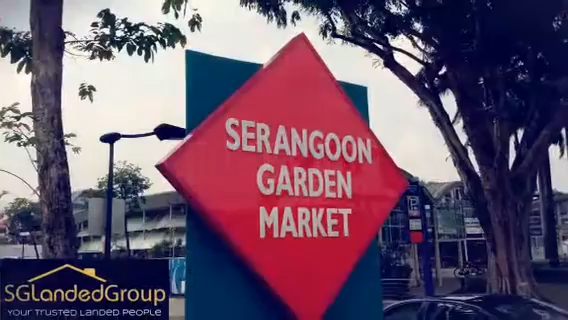 SERANGOON
GARDEN
MARKET
SGLandedGroup
YOUR TRUSTED LANDED PEOPLE